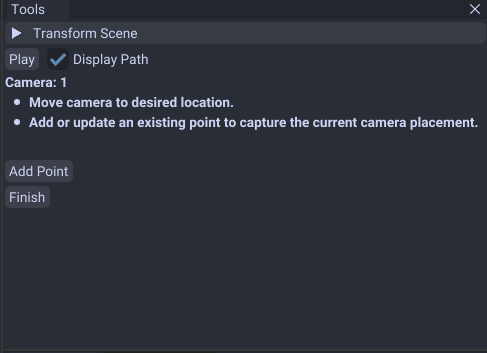 Tools
Transform Scene
Play Display Path
Camera: 1
Move camera to desired location.
Add or update an existing point to capture the current camera placement.
Add Point
Finish